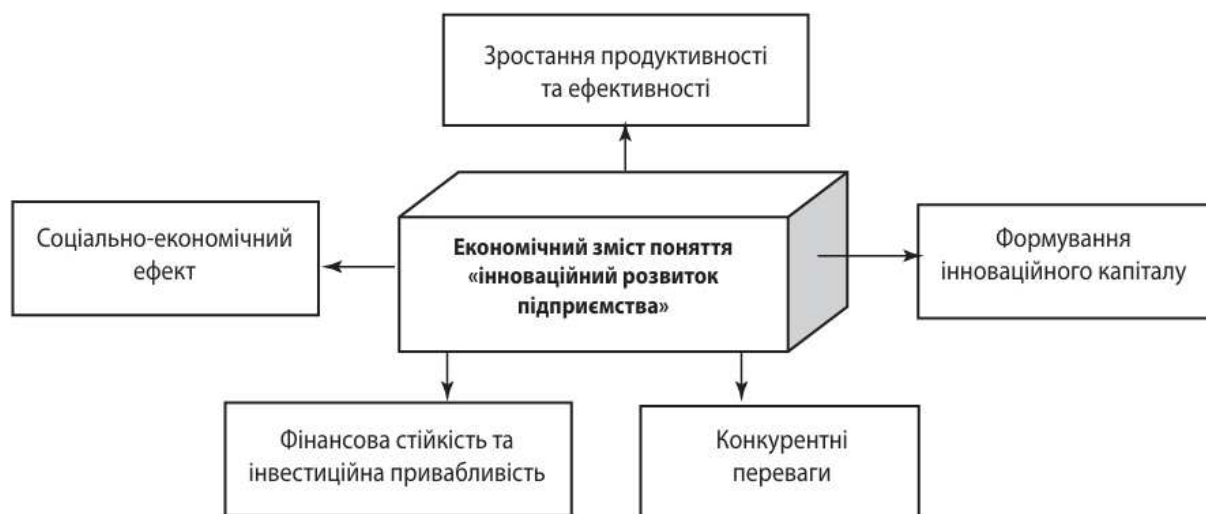 Зростання продуктивності
та ефективності
Соціально-економічний
ефект
Економічний зміст поняття
«інноваційний розвиток
підприємства»
Формування
інноваційного капіталу
Фінансова стійкість та
інвестиційна привабливість
Конкурентні
переваги